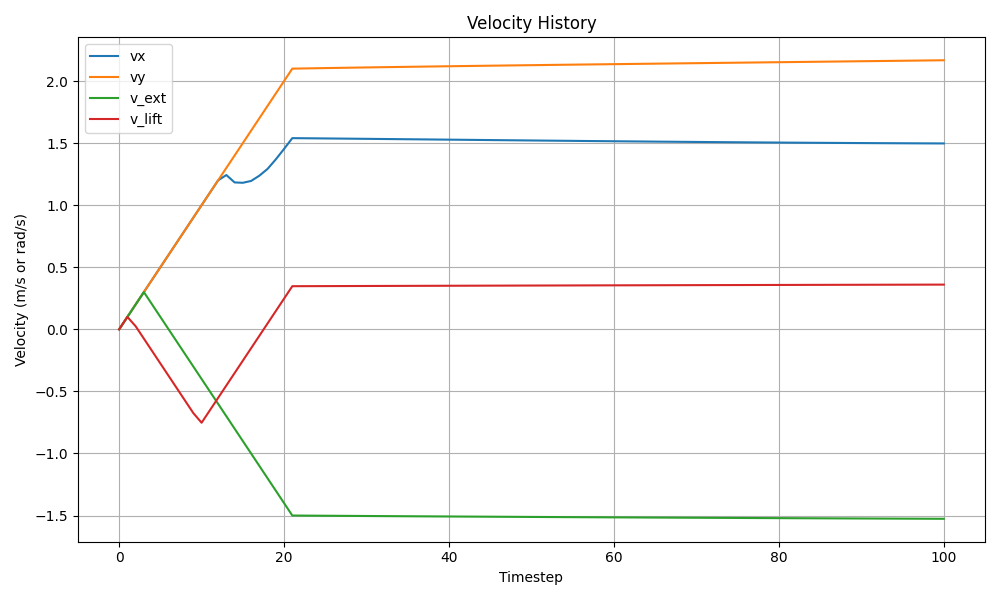 Velocity History
vx
vy
v_ext
v_lift
Velocity (m/s or rad/s)
2.0
1.5
1.0
0.5
0.0
−0.5
−1.0
−1.5
0 20 40 60 80 100
Timestep